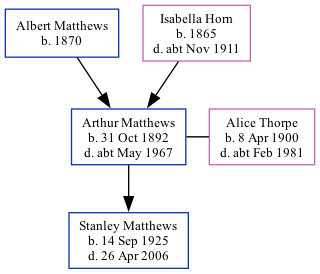 Albert Matthews
b. 1870
Isabella Horn
b. 1865
d. abt Nov 1911
Arthur Matthews
b. 31 Oct 1892
d. abt May 1967
Alice Thorpe
b. 8 Apr 1900
d. abt Feb 1981
Stanley Matthews
b. 14 Sep 1925
d. 26 Apr 2006